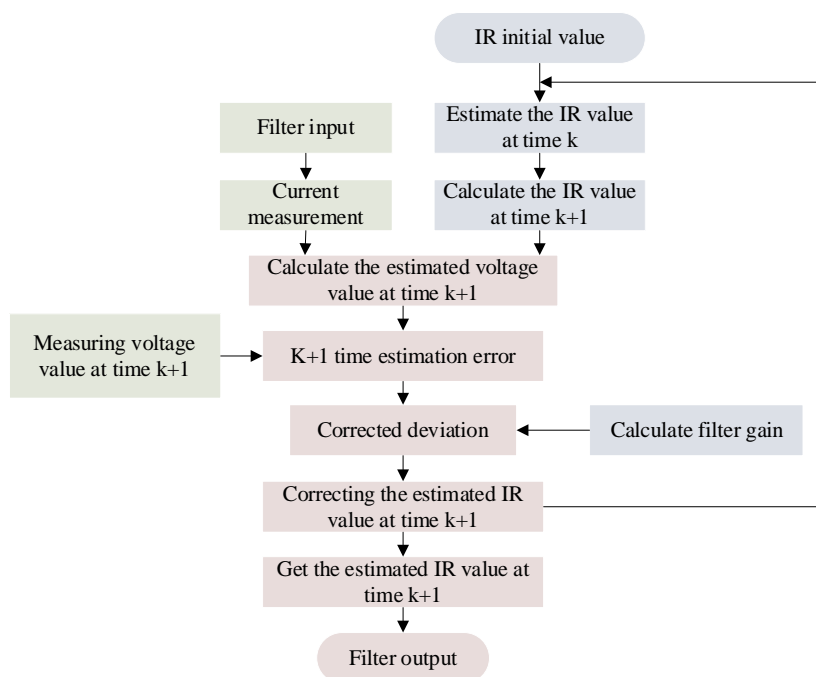 IR initial value
Filter input
Estimate the IR value
at time k
Current
measurement
Calculate the IR value
at time k+1
Calculate the estimated voltage
value at time k+1
Measuring voltage
value at time k+1
K+1 time estimation error
Corrected deviation
Calculate filter gain
Correcting the estimated IR
value at time k+1
Get the estimated IR value at
time k+1
Filter output